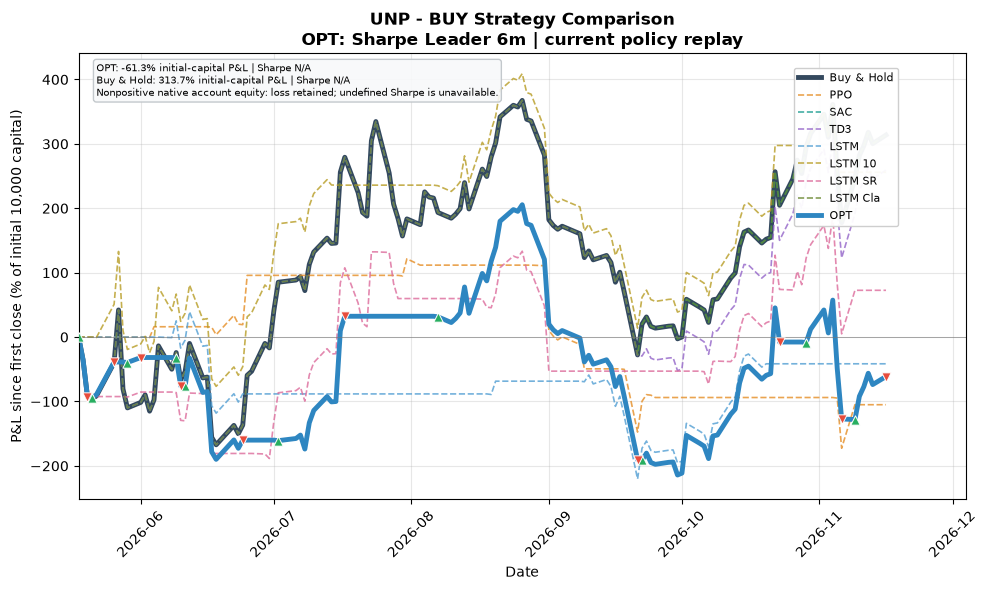 UNP - BUY Strategy Comparison
OPT: Sharpe Leader 6m | current policy replay
OPT: -61.3% initial-capital P&L | Sharpe N/A
Buy & Hold: 313.7% initial-capital P&L | Sharpe N/A
Nonpositive native account equity: loss retained; undefined Sharpe is unavailable.
Buy & Hold
PPO
SAC
TD3
LSTM
LSTM 10
LSTM SR
LSTM Cla
OPT
P&L since first close (% of initial 10,000 capital)
400
300
200
100
0
−100
−200
2026-06
2026-07
2026-08
2026-09
2026-10
2026-11
2026-12
Date